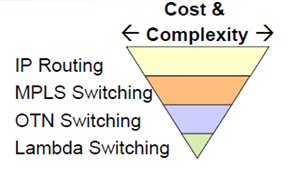 Cost &
← Complexity →
IP Routing
MPLS Switching
OTN Switching
Lambda Switching